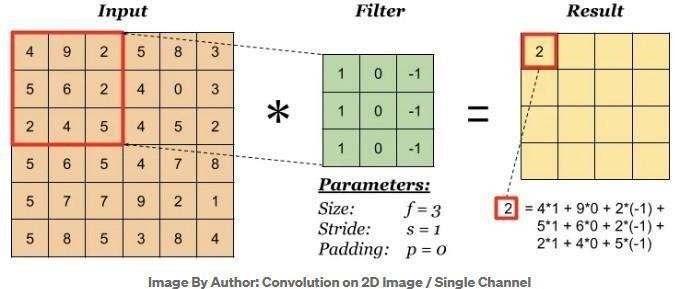 Input
4 9 2 5 8 3
5 6 2 4 0 3
2 4 5 4 5 2
5 6 5 4 7 8
5 7 7 9 2 1
5 8 5 3 8 4
*
Filter
1 0 -1
1 0 -1
1 0 -1
Parameters:
Size: f = 3
Stride: s = 1
Padding: p = 0
=
Result
2
2 = 4*1 + 9*0 + 2*(-1) +
5*1 + 6*0 + 2*(-1) +
2*1 + 4*0 + 5*(-1)
Image By Author: Convolution on 2D Image / Single Channel